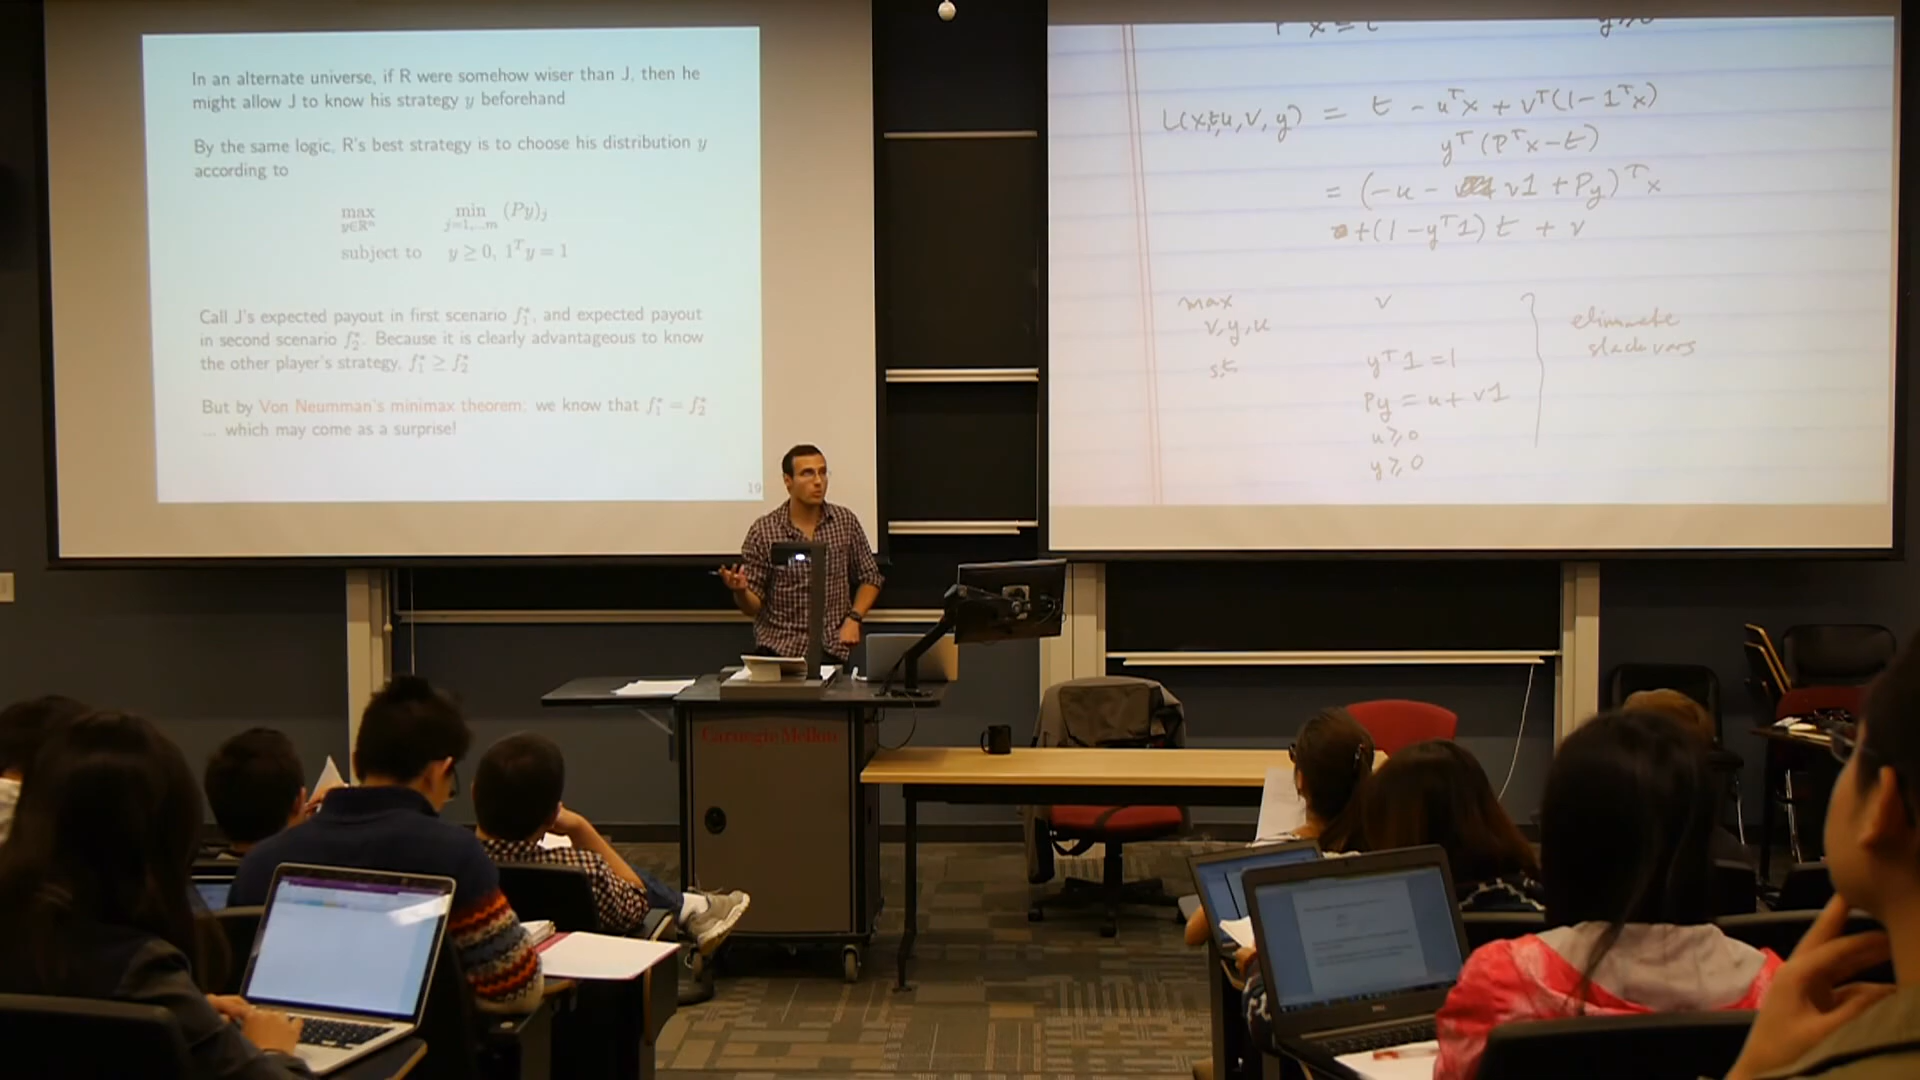 In an alternate universe, if R were somehow wiser than J, then he
might allow J to know his strategy y beforehand
By the same logic, R's best strategy is to choose his distribution y
according to
max min (Py)j
y∈ℝⁿ j=1,...m
subject to y ≥ 0, 1ᵀy = 1
Call J's expected payout in first scenario f₁*, and expected payout
in second scenario f₂*. Because it is clearly advantageous to know
the other player's strategy, f₁* ≥ f₂*
But by Von Neumman's minimax theorem: we know that f₁* = f₂*
... which may come as a surprise!
19
L(x,t,u,v,y) = t - uᵀx + vᵀ(1-1ᵀx)
yᵀ(Pᵀx-t)
= (-u - v1 + Py)ᵀx
+(1-yᵀ1)t + v
max v
v,y,u
s.t yᵀ1=1
Py = u+v1
u≥0
y≥0
eliminate
slack vars
Carnegie Mellon